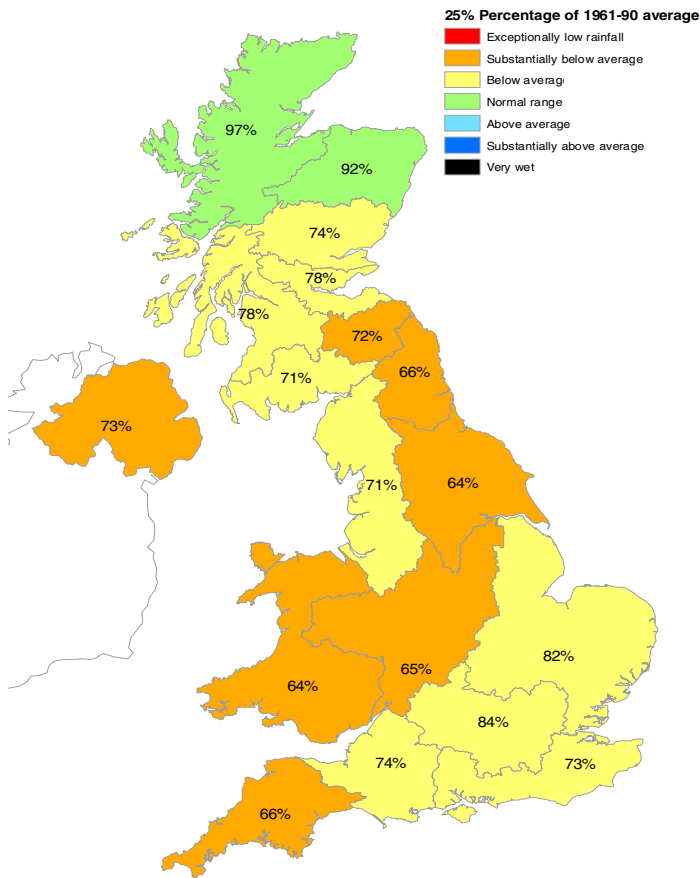 25% Percentage of 1961-90 average
Exceptionally low rainfall
Substantially below average
Below average
Normal range
Above average
Substantially above average
Very wet
97%
92%
74%
78%
78%
72%
66%
71%
73%
71%
64%
82%
65%
64%
84%
74%
73%
66%